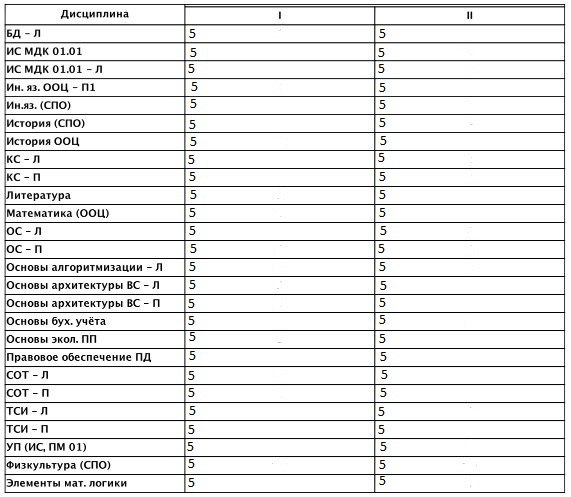 Дисциплина I II
БД – Л 5 5
ИС МДК 01.01 5 5
ИС МДК 01.01 – Л 5 5
Ин. яз. ООЦ – П1 5 5
Ин.яз. (СПО) 5 5
История (СПО) 5 5
История ООЦ 5 5
КС – Л 5 5
КС – П 5 5
Литература 5 5
Математика (ООЦ) 5 5
ОС – Л 5 5
ОС – П 5 5
Основы алгоритмизации – Л 5 5
Основы архитектуры ВС – Л 5 5
Основы архитектуры ВС – П 5 5
Основы бух. учёта 5 5
Основы экол. ПП 5 5
Правовое обеспечение ПД 5 5
СОТ – Л 5 5
СОТ – П 5 5
ТСИ – Л 5 5
ТСИ – П 5 5
УП (ИС, ПМ 01) 5 5
Физкультура (СПО) 5 5
Элементы мат. логики 5 5